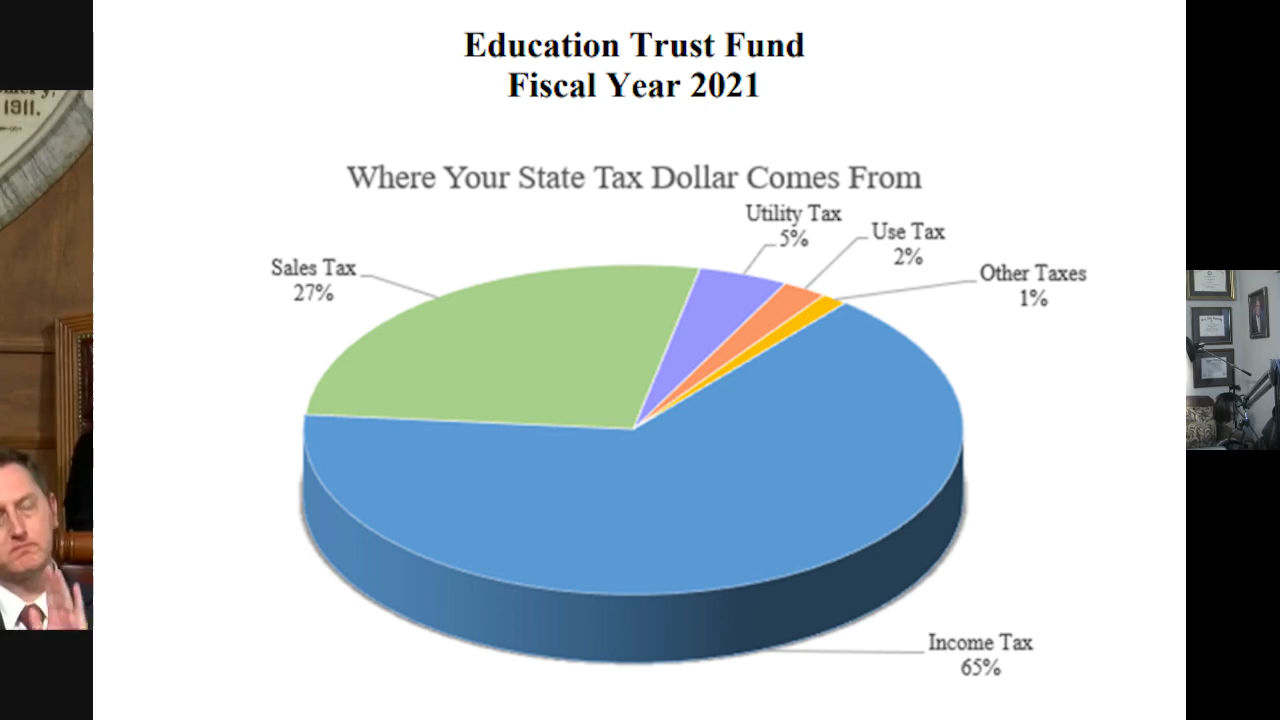 Education Trust Fund
Fiscal Year 2021
Where Your State Tax Dollar Comes From
Utility Tax
5%
Use Tax
2%
Sales Tax
27%
Other Taxes
1%
Income Tax
65%
1911.